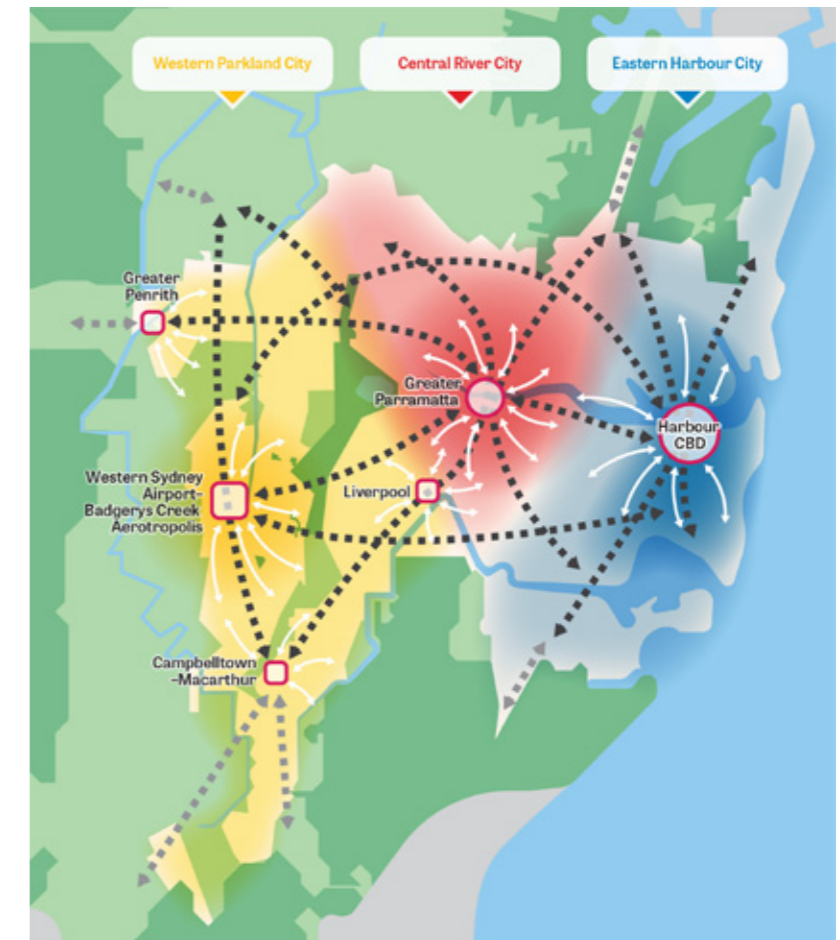 Western Parkland City
Central River City
Eastern Harbour City
Greater
Penrith
Greater
Parramatta
Harbour
CBD
Western Sydney
Airport–
Badgerys Creek
Aerotropolis
Liverpool
Campbelltown
–Macarthur